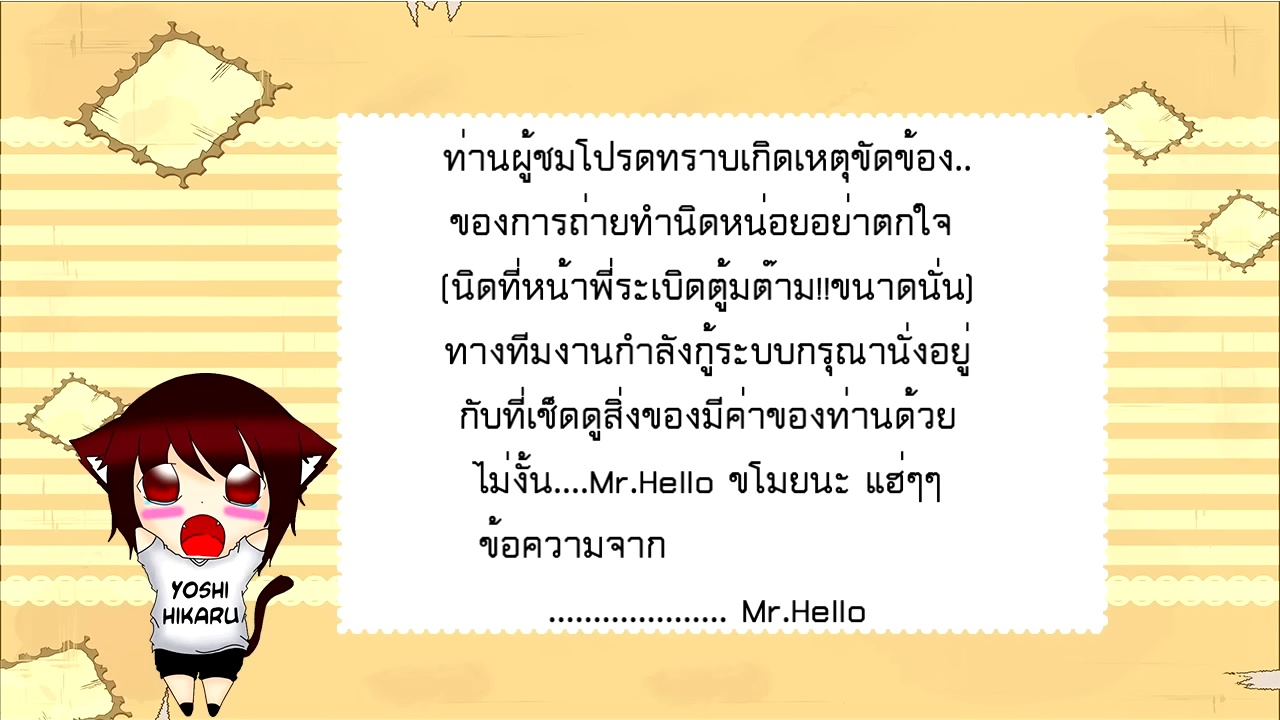 ท่านผู้ชมโปรดทราบเกิดเหตุขัดข้อง..
ของการถ่ายทำนิดหน่อยอย่าตกใจ
(นิดที่หน้าพี่ระเบิดตู้มต๊าม!!ขนาดนั่น)
ทางทีมงานกำลังกู้ระบบกรุณานั่งอยู่
กับที่เช็ดดูสิ่งของมีค่าของท่านด้วย
ไม่งั้น....Mr.Hello ขโมยนะ แฮ่ๆๆ
ข้อความจาก
.................... Mr.Hello
YOSHI
HIKARU